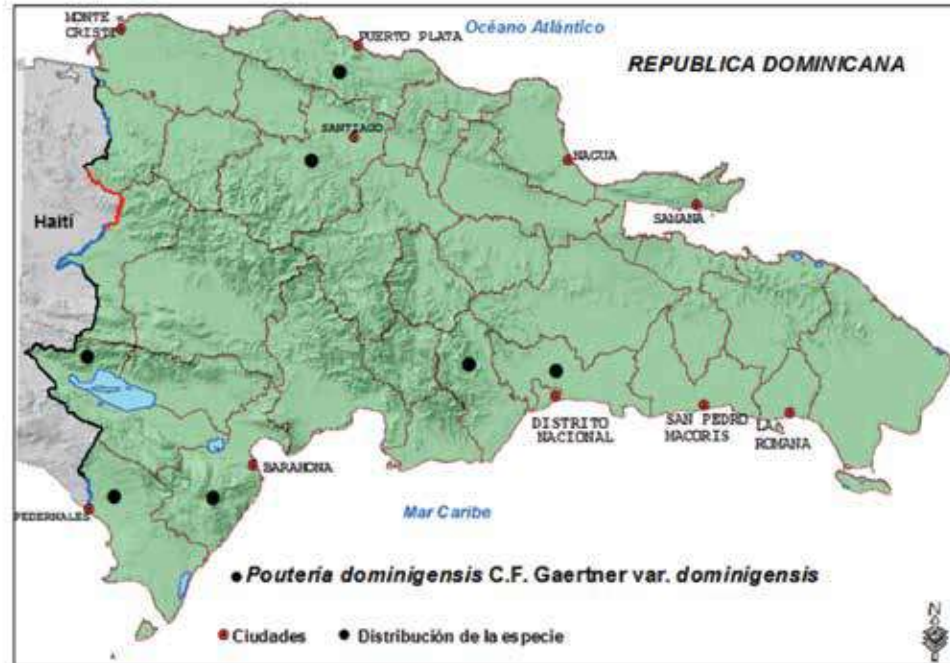 MONTE
CRISTI
Océano Atlántico
PUERTO PLATA
REPUBLICA DOMINICANA
SANTIAGO
NAGUA
SAMANA
Haití
DISTRITO
NACIONAL
SAN PEDRO
MACORIS
LA
ROMANA
BARAHONA
PEDERNALES
Mar Caribe
Pouteria dominigensis C.F. Gaertner var. dominigensis
Ciudades
Distribución de la especie
N